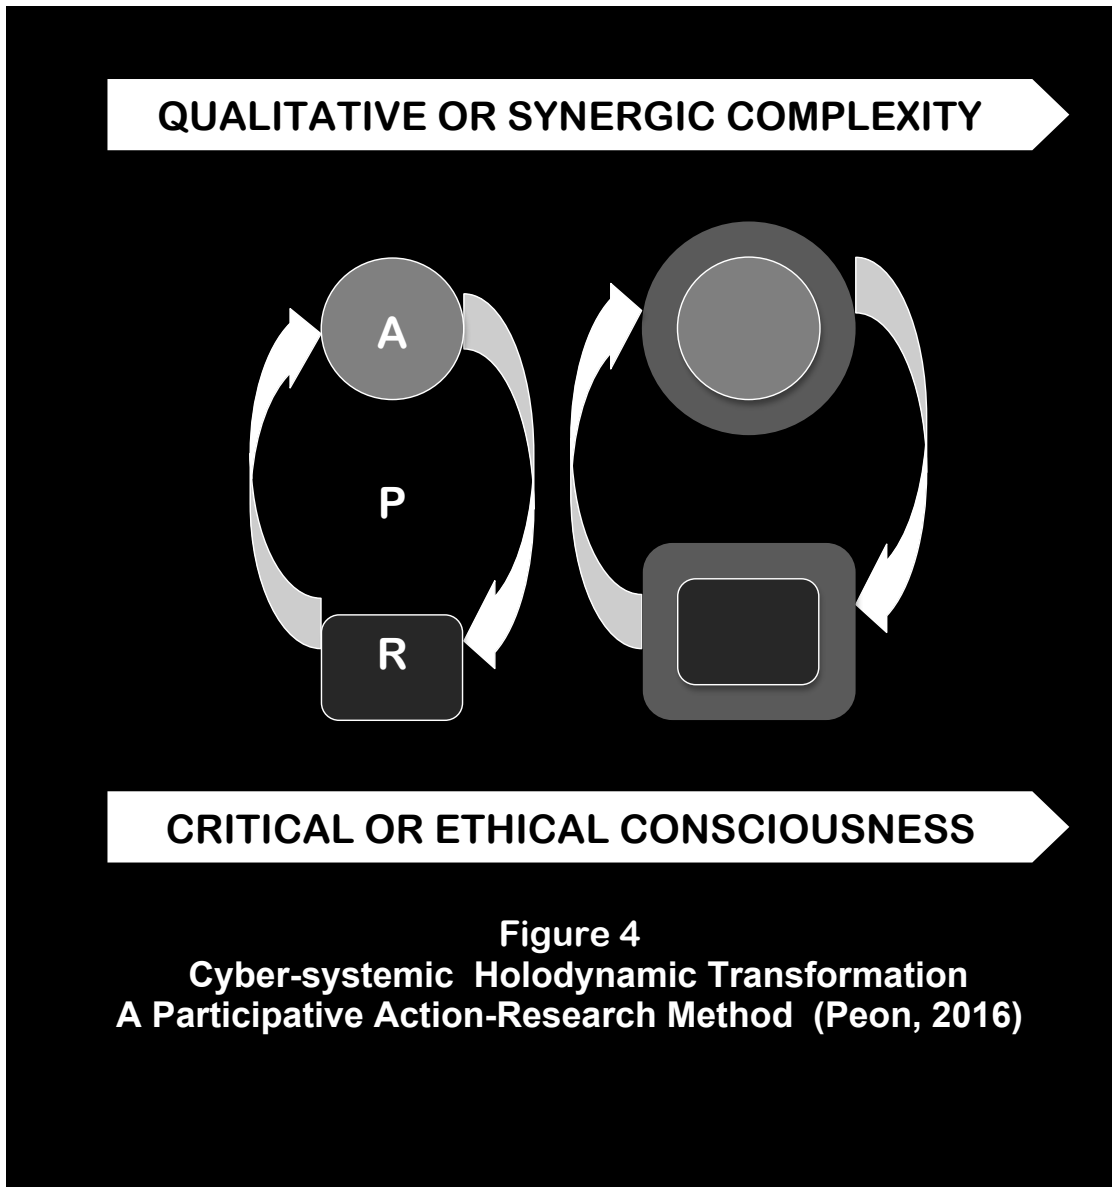 QUALITATIVE OR SYNERGIC COMPLEXITY
A
P
R
CRITICAL OR ETHICAL CONSCIOUSNESS
Figure 4
Cyber-systemic Holodynamic Transformation
A Participative Action-Research Method (Peon, 2016)